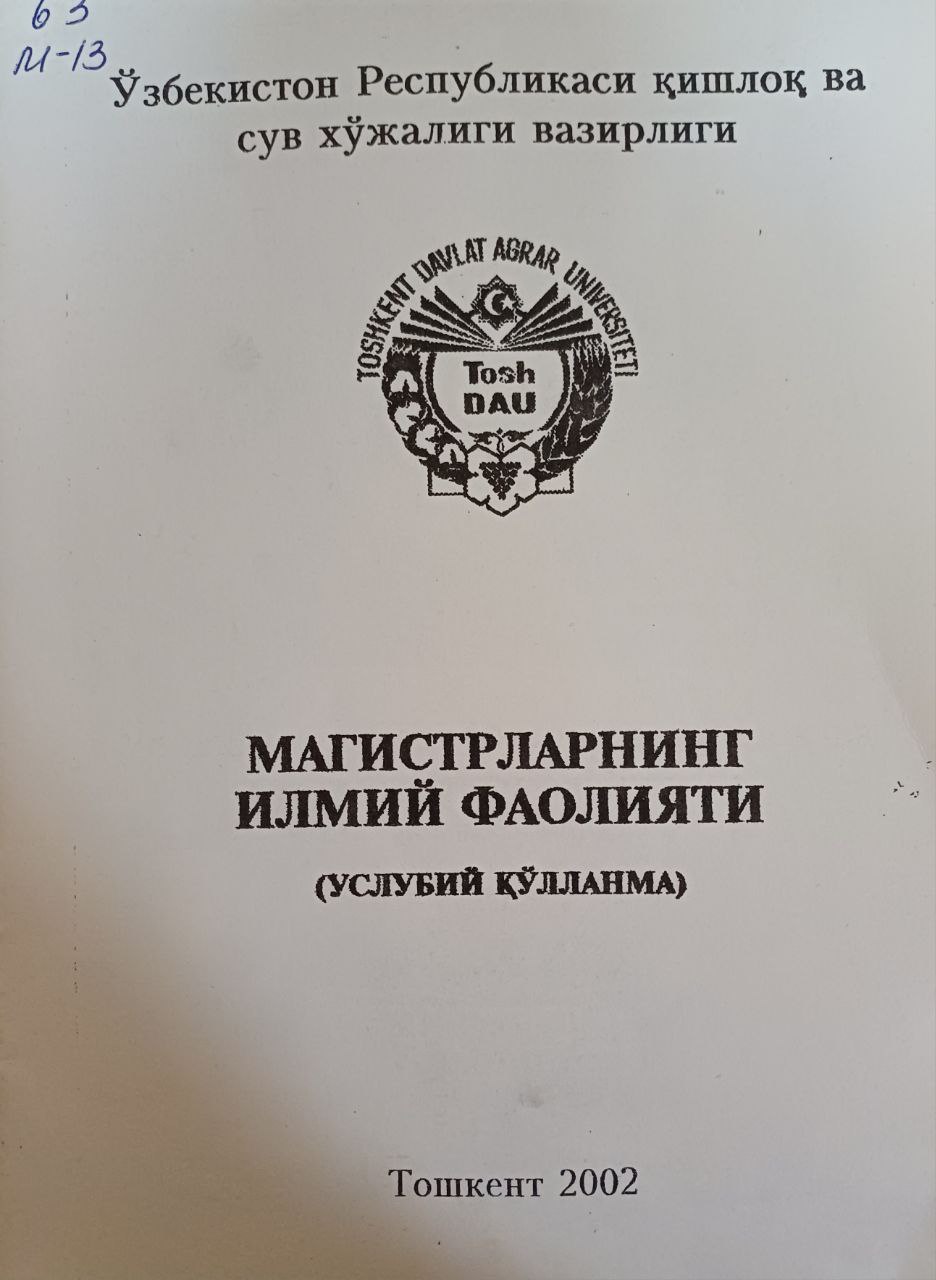 63
М-13
Ўзбекистон Республикаси қишлоқ ва
сув хўжалиги вазирлиги
TOSHKENT DAVLAT AGRAR UNIVERSITETI
Tosh
DAU
МАГИСТРЛАРНИНГ
ИЛМИЙ ФАОЛИЯТИ
(УСЛУБИЙ ҚЎЛЛАНМА)
Тошкент 2002